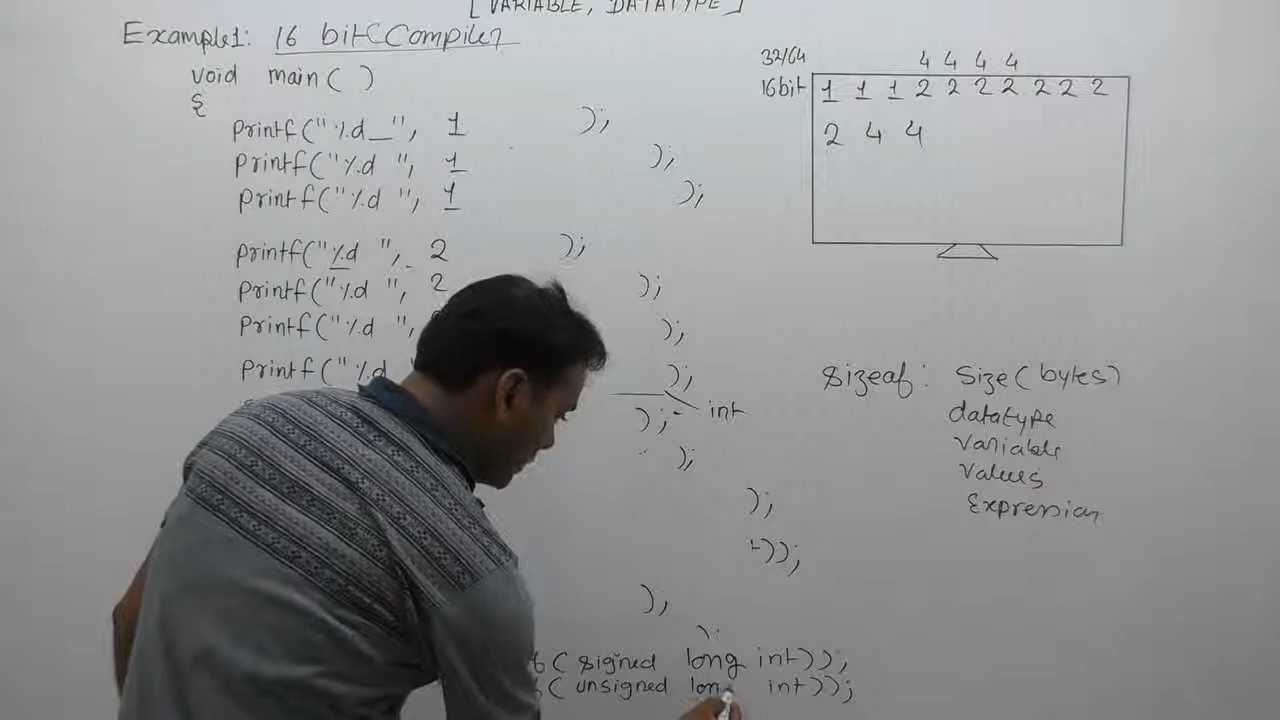 [VARIABLE, DATATYPE]
Example1: 16 bit C Compiler
void main( )
{
printf("%d_", 1 );
printf("%d ", 1 );
printf("%d ", 1 );
printf("%d ", 2 );
printf("%d ", 2 );
printf("%d ", );
printf("%d );
); int
);
);
t));
);
);
f( signed long int));
f( unsigned long int));
32/64 4 4 4 4
16bit 1 1 1 2 2 2 2 2 2 2
2 4 4
sizeof: size(bytes)
datatype
variable
values
Expression